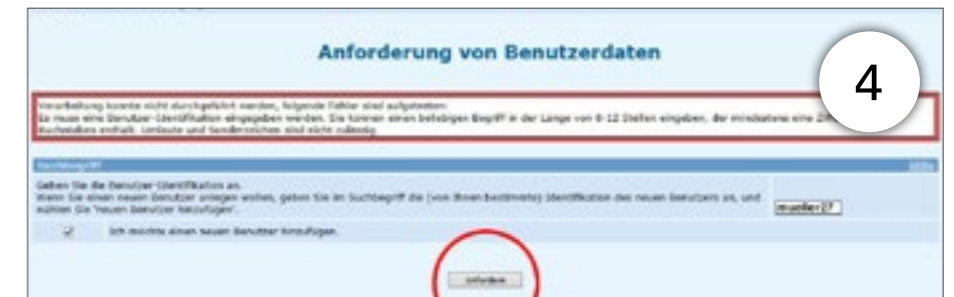 Anforderung von Benutzerdaten
4
Verarbeitung konnte nicht durchgeführt werden, folgende Fehler sind aufgetreten:
Es muss eine Benutzer-Identifikation eingegeben werden. Sie können einen beliebigen Begriff in der Länge von 8-12 Stellen eingeben, der mindestens eine
Buchstaben enthält. Umlaute und Sonderzeichen sind nicht zulässig.
Suchbegriff
Geben Sie die Benutzer-Identifikation an.
Wenn Sie einen neuen Benutzer anlegen wollen, geben Sie im Suchbegriff die (von Ihnen bestimmte) Identifikation des neuen Benutzers an, und
wählen Sie 'neuen Benutzer hinzufügen'.
mueller27
Ich möchte einen neuen Benutzer hinzufügen.
Anfordern